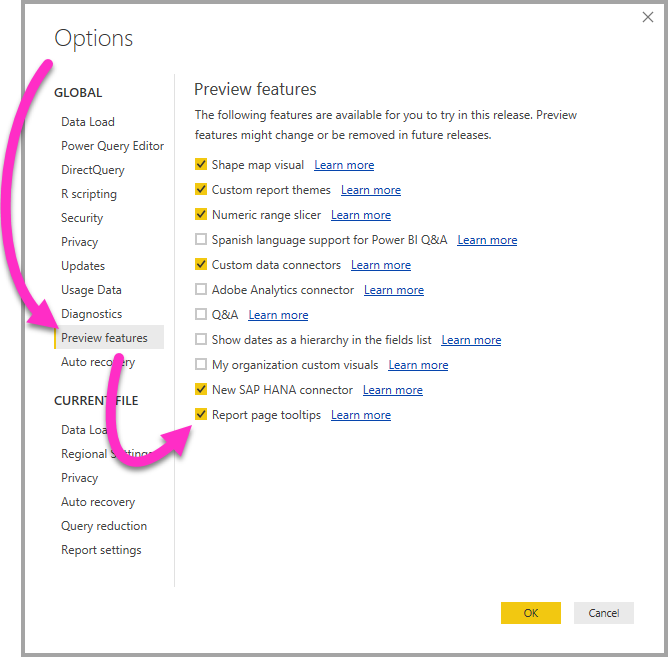 Options
GLOBAL
Data Load
Power Query Editor
DirectQuery
R scripting
Security
Privacy
Updates
Usage Data
Diagnostics
Preview features
Auto recovery
CURRENT FILE
Data Load
Regional Settings
Privacy
Auto recovery
Query reduction
Report settings
Preview features
The following features are available for you to try in this release. Preview
features might change or be removed in future releases.
Shape map visual Learn more
Custom report themes Learn more
Numeric range slicer Learn more
Spanish language support for Power BI Q&A Learn more
Custom data connectors Learn more
Adobe Analytics connector Learn more
Q&A Learn more
Show dates as a hierarchy in the fields list Learn more
My organization custom visuals Learn more
New SAP HANA connector Learn more
Report page tooltips Learn more
OK Cancel